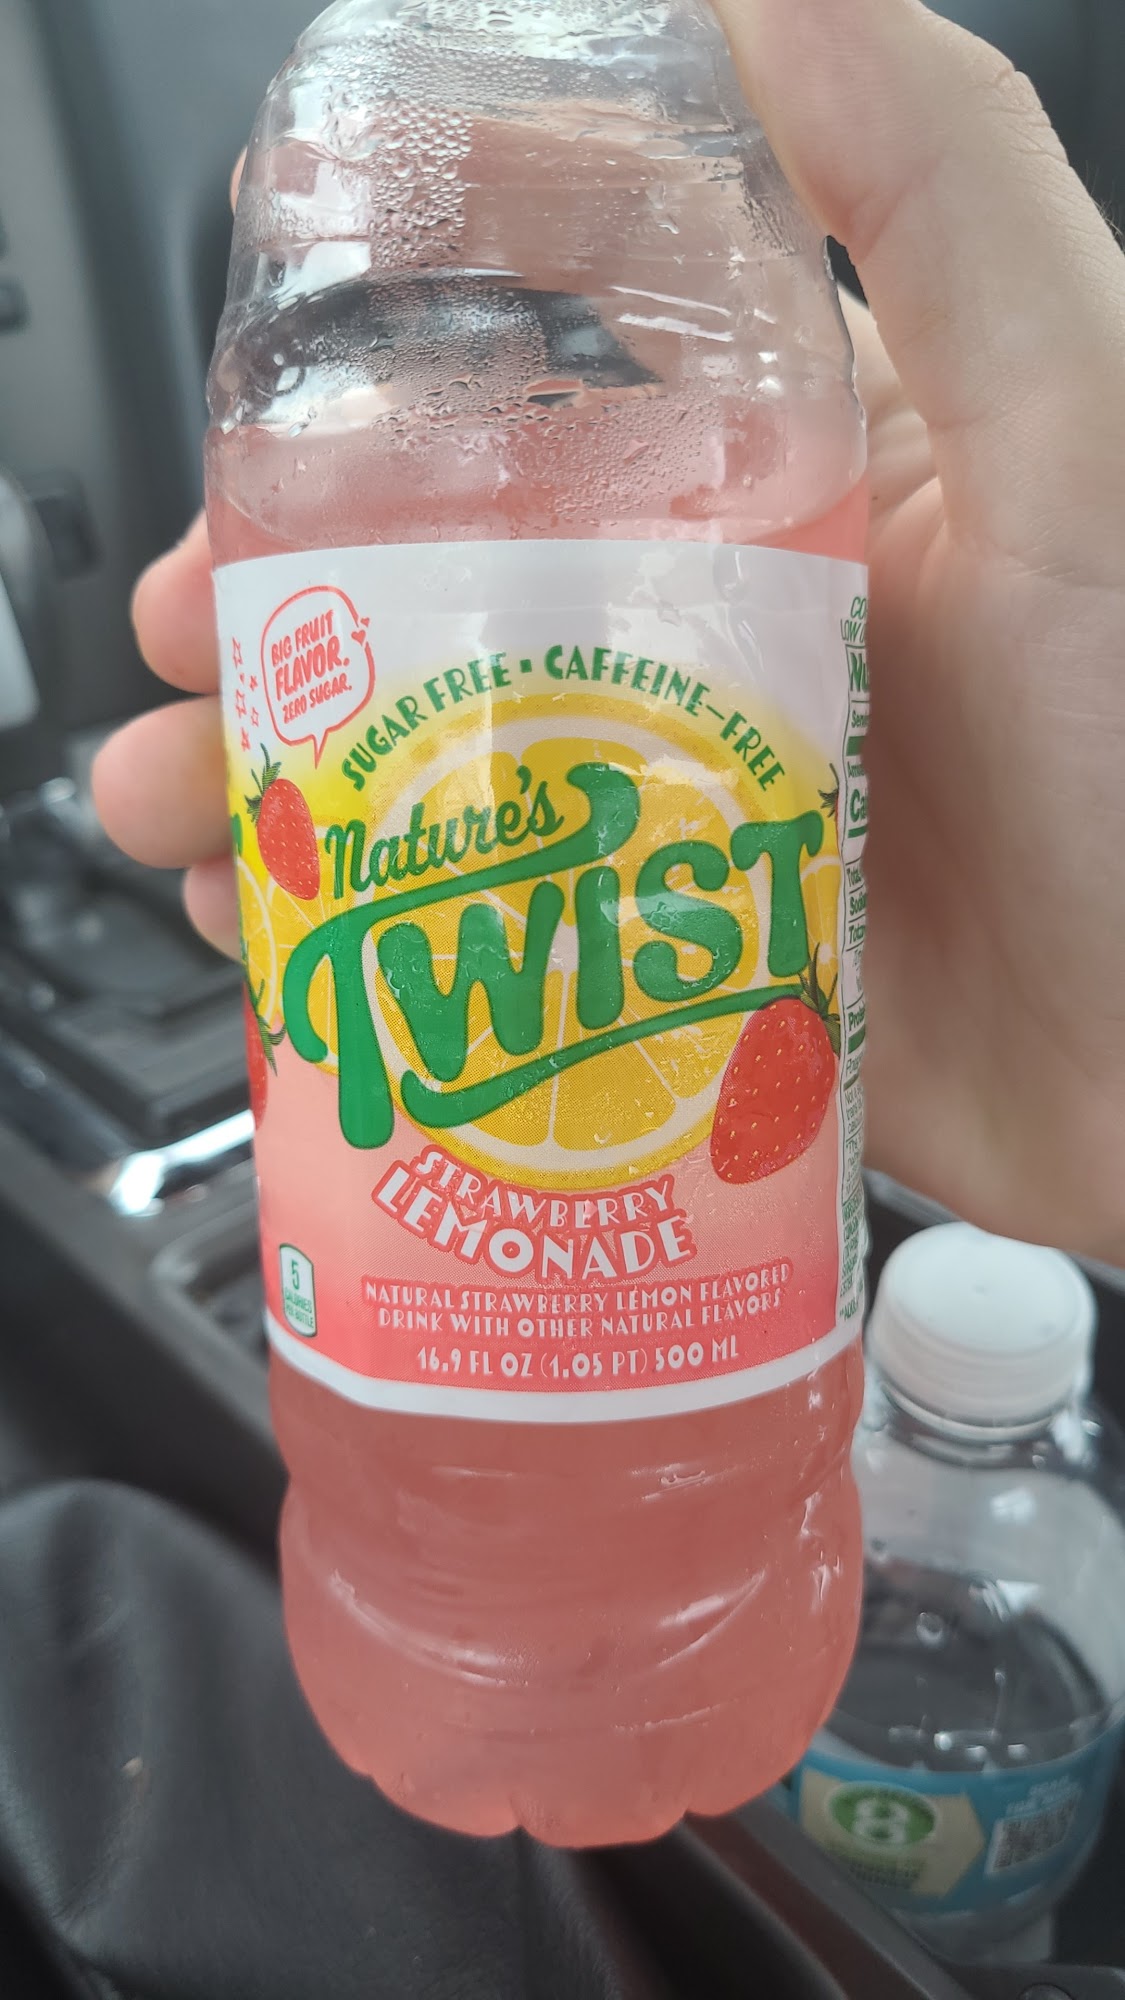 BIG FRUIT
FLAVOR.
ZERO SUGAR.
SUGAR FREE • CAFFEINE-FREE
Nature's
TWIST
STRAWBERRY
LEMONADE
5
CALORIES
PER BOTTLE
NATURAL STRAWBERRY LEMON FLAVORED
DRINK WITH OTHER NATURAL FLAVORS
16.9 FL OZ (1.05 PT) 500 ML
8